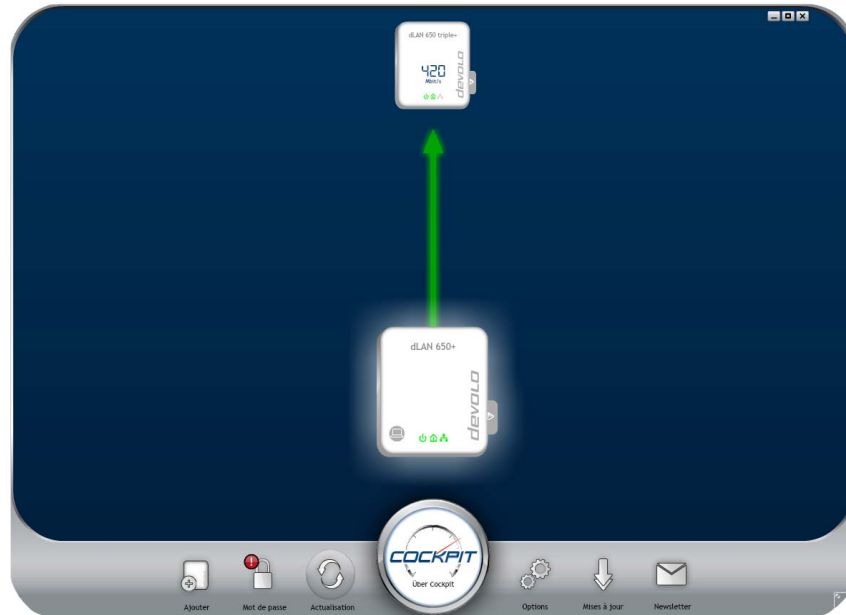 dLAN 650 triple+
420
Mbit/s
devolo
dLAN 650+
devolo
COCKPIT
Über Cockpit
Ajouter
Mot de passe
Actualisation
Options
Mises à jour
Newsletter